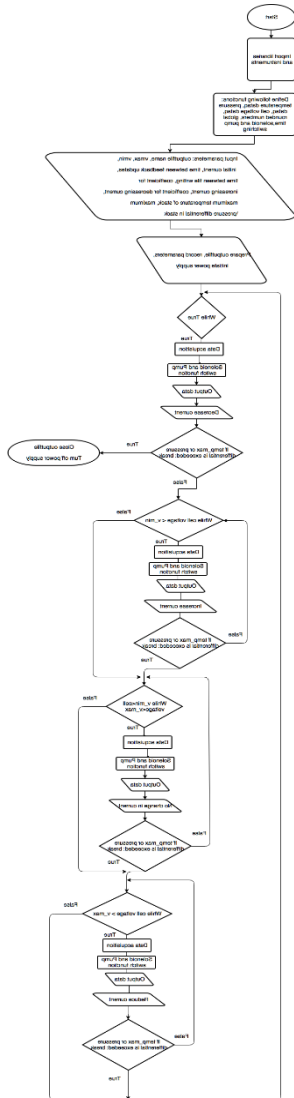 Start
Import libraries
and instruments
Define following functions:
temperature dataq, pressure
dataq, cell voltage dataq,
rounded numbers, global
time solenoid and pump
switching
Input parameters: outputfile name, vmax, vmin,
initial current, time between feedback updates,
time between file writing, coefficient for
increasing current, coefficient for decreasing current,
maximum temperature of stack, maximum
pressure differential in stack
Prepare outputfile, record parameters,
initiate power supply
While True
True
Data acquisition
Solenoid and Pump
switch function
Output data
Decrease current
If temp_max or pressure
differential is exceeded: break
True
Close outputfile
Turn off power supply
False
While cell voltage < v_min
False
True
Data acquisition
Solenoid and Pump
switch function
Output data
Increase current
If temp_max or pressure
differential is exceeded: break
False
True
While v_min<cell
voltage<v_max
False
True
Data acquisition
Solenoid and Pump
switch function
Output data
No change in current
If temp_max or pressure
differential is exceeded: break
False
True
While cell voltage > v_max
False
True
Data acquisition
Solenoid and Pump
switch function
Output data
Reduce current
If temp_max or pressure
differential is exceeded: break
False
True